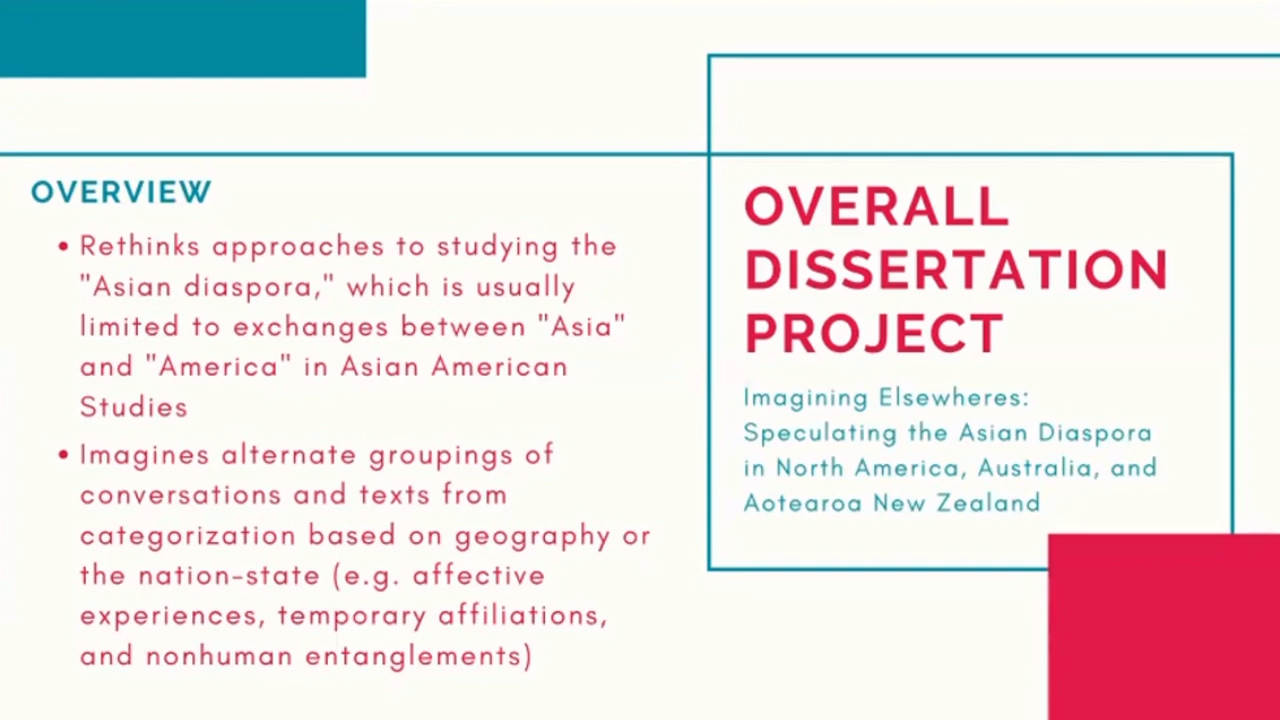 OVERVIEW
• Rethinks approaches to studying the
"Asian diaspora," which is usually
limited to exchanges between "Asia"
and "America" in Asian American
Studies
• Imagines alternate groupings of
conversations and texts from
categorization based on geography or
the nation-state (e.g. affective
experiences, temporary affiliations,
and nonhuman entanglements)
OVERALL
DISSERTATION
PROJECT
Imagining Elsewheres:
Speculating the Asian Diaspora
in North America, Australia, and
Aotearoa New Zealand